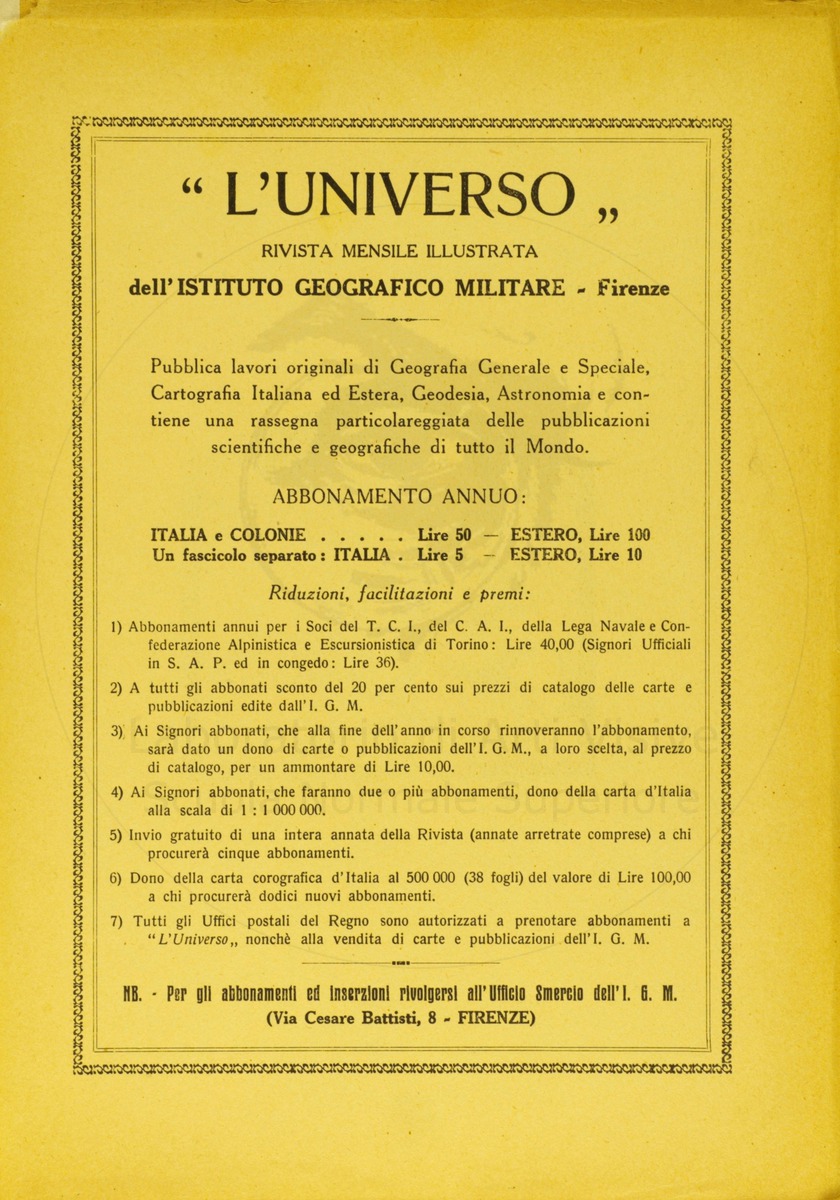 “ L'UNIVERSO „
RIVISTA MENSILE ILLUSTRATA
dell'ISTITUTO GEOGRAFICO MILITARE - Firenze
Pubblica lavori originali di Geografia Generale e Speciale,
Cartografia Italiana ed Estera, Geodesia, Astronomia e con-
tiene una rassegna particolareggiata delle pubblicazioni
scientifiche e geografiche di tutto il Mondo.
ABBONAMENTO ANNUO:
ITALIA e COLONIE . . . . . Lire 50 — ESTERO, Lire 100
Un fascicolo separato: ITALIA . Lire 5 — ESTERO, Lire 10
Riduzioni, facilitazioni e premi:
1) Abbonamenti annui per i Soci del T. C. I., del C. A. I., della Lega Navale e Con-
federazione Alpinistica e Escursionistica di Torino: Lire 40,00 (Signori Ufficiali
in S. A. P. ed in congedo: Lire 36).
2) A tutti gli abbonati sconto del 20 per cento sui prezzi di catalogo delle carte e
pubblicazioni edite dall'I. G. M.
3) Ai Signori abbonati, che alla fine dell'anno in corso rinnoveranno l'abbonamento,
sarà dato un dono di carte o pubblicazioni dell'I. G. M., a loro scelta, al prezzo
di catalogo, per un ammontare di Lire 10,00.
4) Ai Signori abbonati, che faranno due o più abbonamenti, dono della carta d'Italia
alla scala di 1 : 1 000 000.
5) Invio gratuito di una intera annata della Rivista (annate arretrate comprese) a chi
procurerà cinque abbonamenti.
6) Dono della carta corografica d'Italia al 500 000 (38 fogli) del valore di Lire 100,00
a chi procurerà dodici nuovi abbonamenti.
7) Tutti gli Uffici postali del Regno sono autorizzati a prenotare abbonamenti a
“L'Universo„ nonchè alla vendita di carte e pubblicazioni dell'I. G. M.
NB. - Per gli abbonamenti ed inserzioni rivolgersi all'Ufficio Smercio dell'I. G. M.
(Via Cesare Battisti, 8 - FIRENZE)